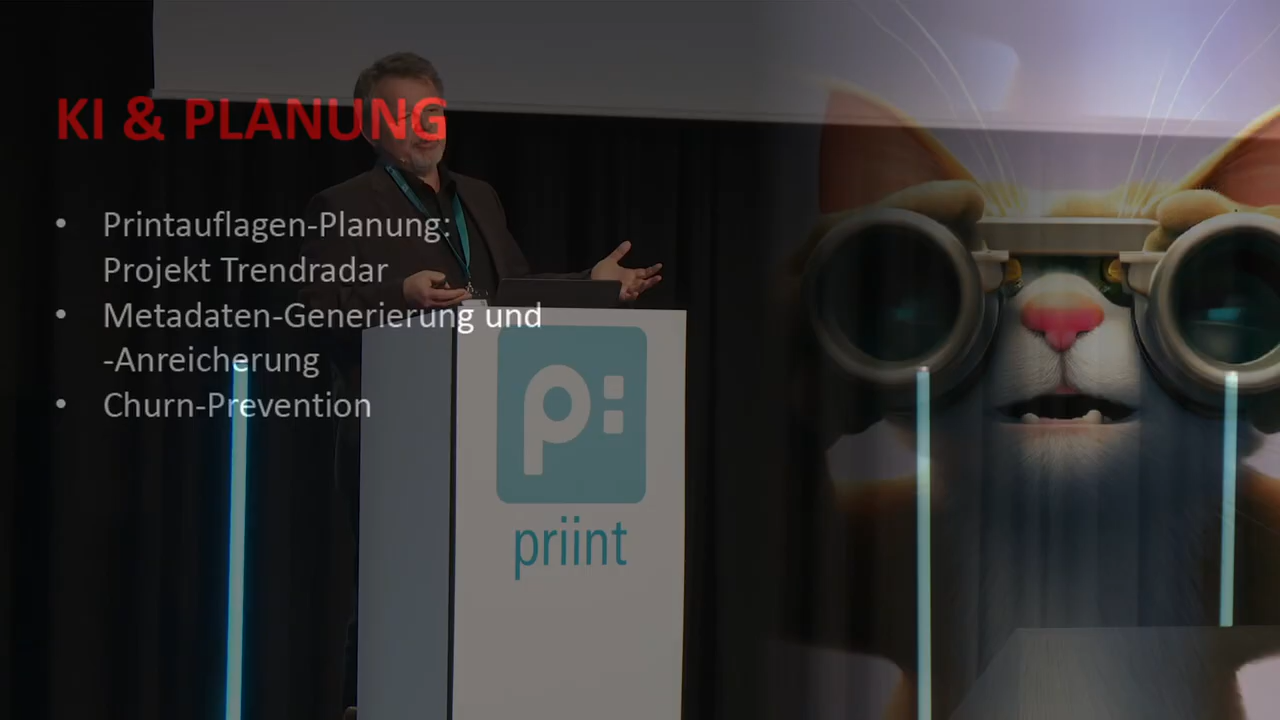 KI & PLANUNG
• Printauflagen-Planung:
Projekt Trendradar
• Metadaten-Generierung und
-Anreicherung
• Churn-Prevention
p:
priint